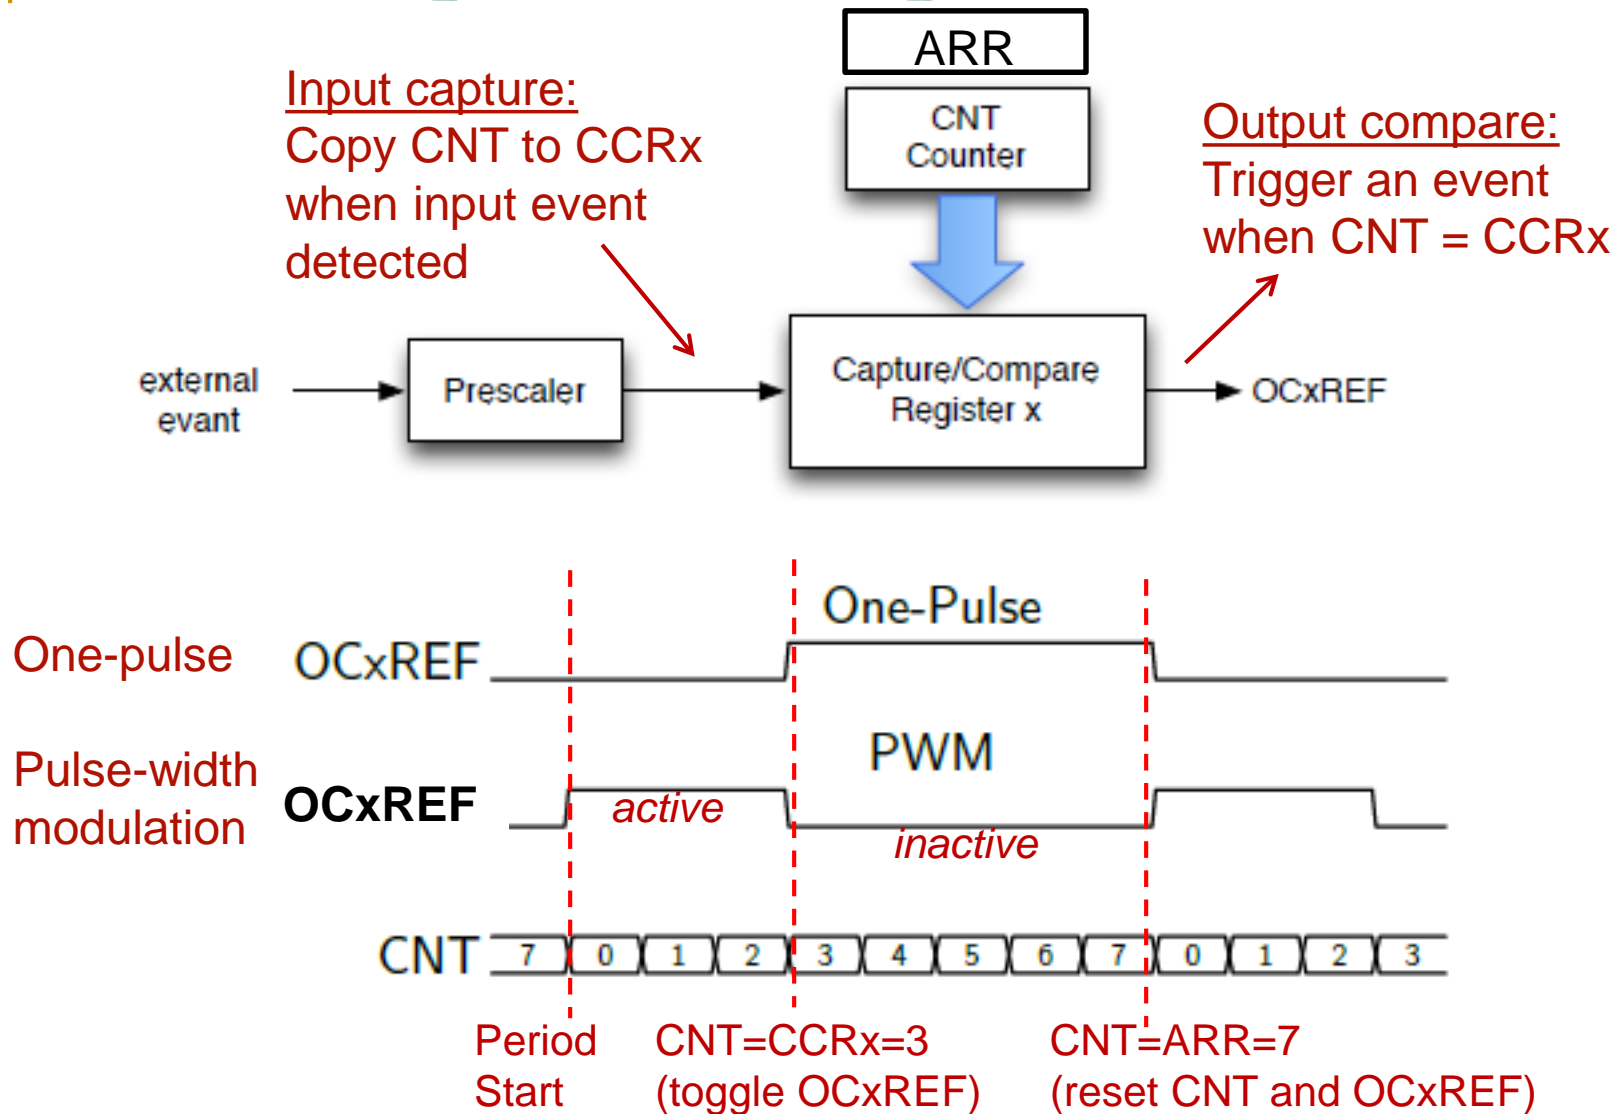 ARR
Input capture:
Copy CNT to CCRx
when input event
detected
CNT
Counter
Output compare:
Trigger an event
when CNT = CCRx
external
evant
Prescaler
Capture/Compare
Register x
OCxREF
One-Pulse
One-pulse
OCxREF
PWM
Pulse-width
modulation
OCxREF
active
inactive
CNT 7 0 1 2 3 4 5 6 7 0 1 2 3
Period
Start
CNT=CCRx=3
(toggle OCxREF)
CNT=ARR=7
(reset CNT and OCxREF)